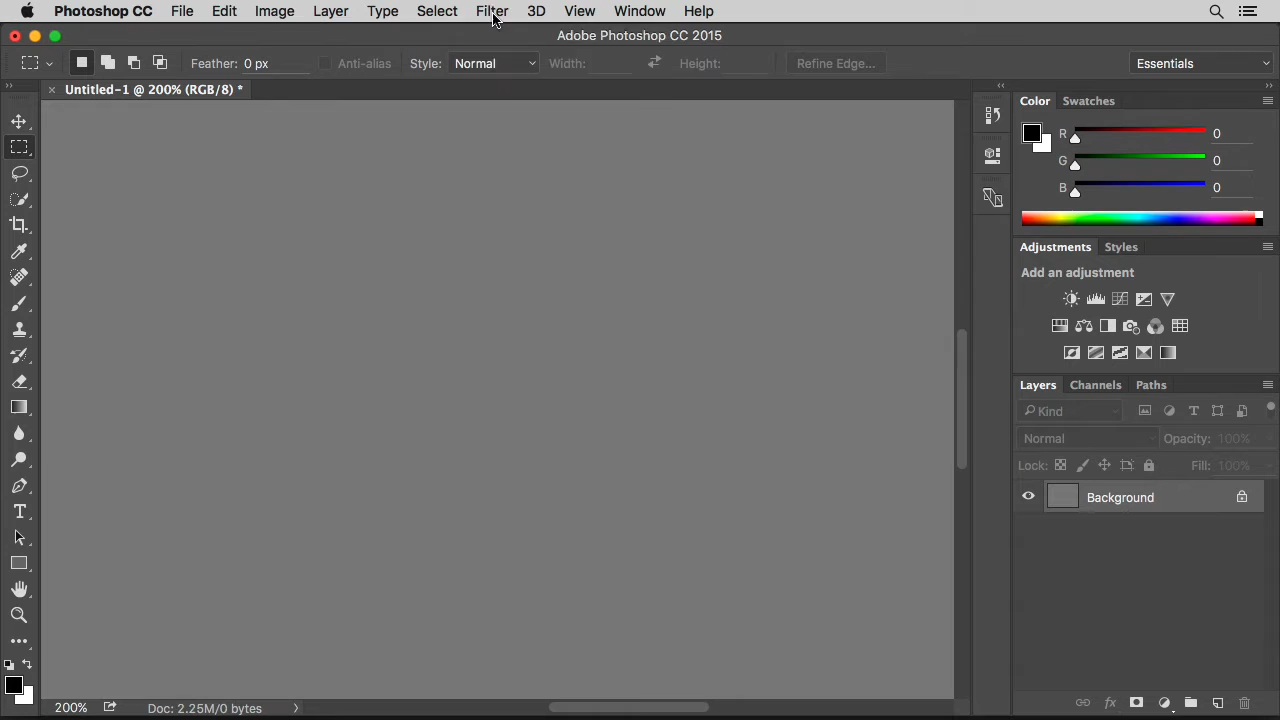 Photoshop CC File Edit Image Layer Type Select Filter 3D View Window Help
Adobe Photoshop CC 2015
Feather: 0 px Anti-alias Style: Normal Width: Height: Refine Edge... Essentials
Untitled-1 @ 200% (RGB/8) *
Color Swatches
R 0
G 0
B 0
Adjustments Styles
Add an adjustment
Layers Channels Paths
Kind
Normal Opacity: 100%
Lock: Fill: 100%
Background
200% Doc: 2.25M/0 bytes